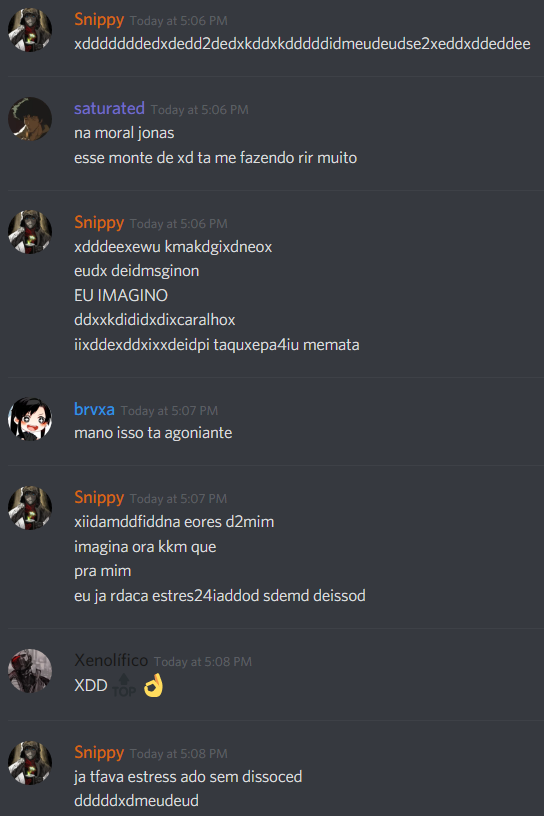 Snippy Today at 5:06 PM
xdddddddedxdedd2dedxkddxkdddddidmeudeudse2xeddxddeddee
saturated Today at 5:06 PM
na moral jonas
esse monte de xd ta me fazendo rir muito
Snippy Today at 5:06 PM
xdddeexewu kmakdgixdneox
eudx deidmsginon
EU IMAGINO
ddxxkdididxdixcaralhox
iixddexddxixxdeidpi taquxepa4iu memata
brvxa Today at 5:07 PM
mano isso ta agoniante
Snippy Today at 5:07 PM
xiidamddfiddna eores d2mim
imagina ora kkm que
pra mim
eu ja rdaca estres24iaddod sdemd deissod
Xenolífico Today at 5:08 PM
XDD TOP 👌
Snippy Today at 5:08 PM
ja tfava estress ado sem dissoced
dddddxdmeudeud